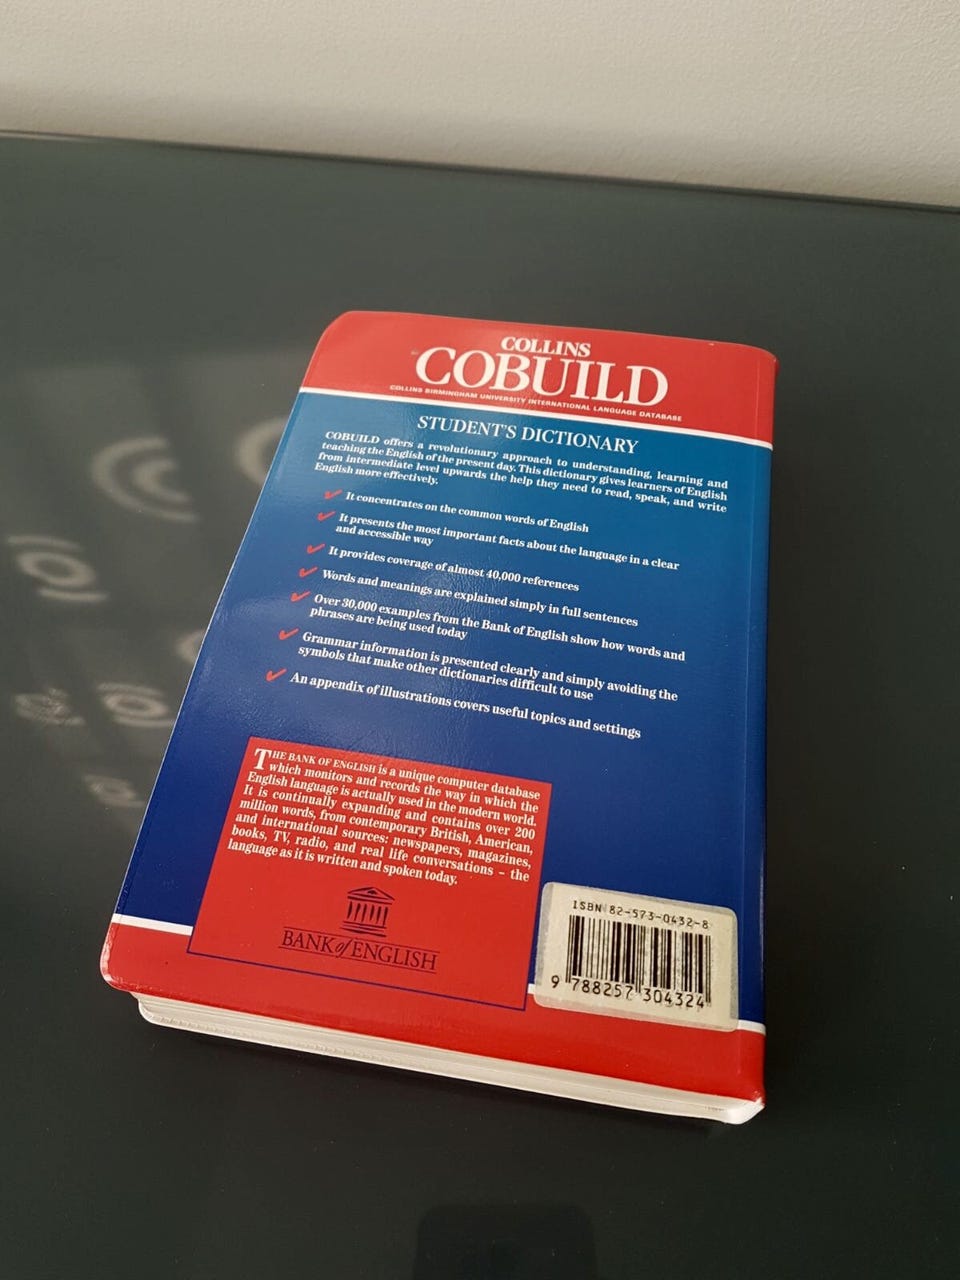 COLLINS
COBUILD
COLLINS BIRMINGHAM UNIVERSITY INTERNATIONAL LANGUAGE DATABASE
STUDENT'S DICTIONARY
COBUILD offers a revolutionary approach to understanding, learning and
teaching the English of the present day. This dictionary gives learners of English
from intermediate level upwards the help they need to read, speak, and write
English more effectively.
It concentrates on the common words of English
It presents the most important facts about the language in a clear
and accessible way
It provides coverage of almost 40,000 references
Words and meanings are explained simply in full sentences
Over 30,000 examples from the Bank of English show how words and
phrases are being used today
Grammar information is presented clearly and simply avoiding the
symbols that make other dictionaries difficult to use
An appendix of illustrations covers useful topics and settings
THE BANK OF ENGLISH is a unique computer database
which monitors and records the way in which the
English language is actually used in the modern world.
It is continually expanding and contains over 200
million words, from contemporary British, American,
and international sources: newspapers, magazines,
books, TV, radio, and real life conversations – the
language as it is written and spoken today.
BANK of ENGLISH
ISBN 82-573-0432-8
9 788257 304324